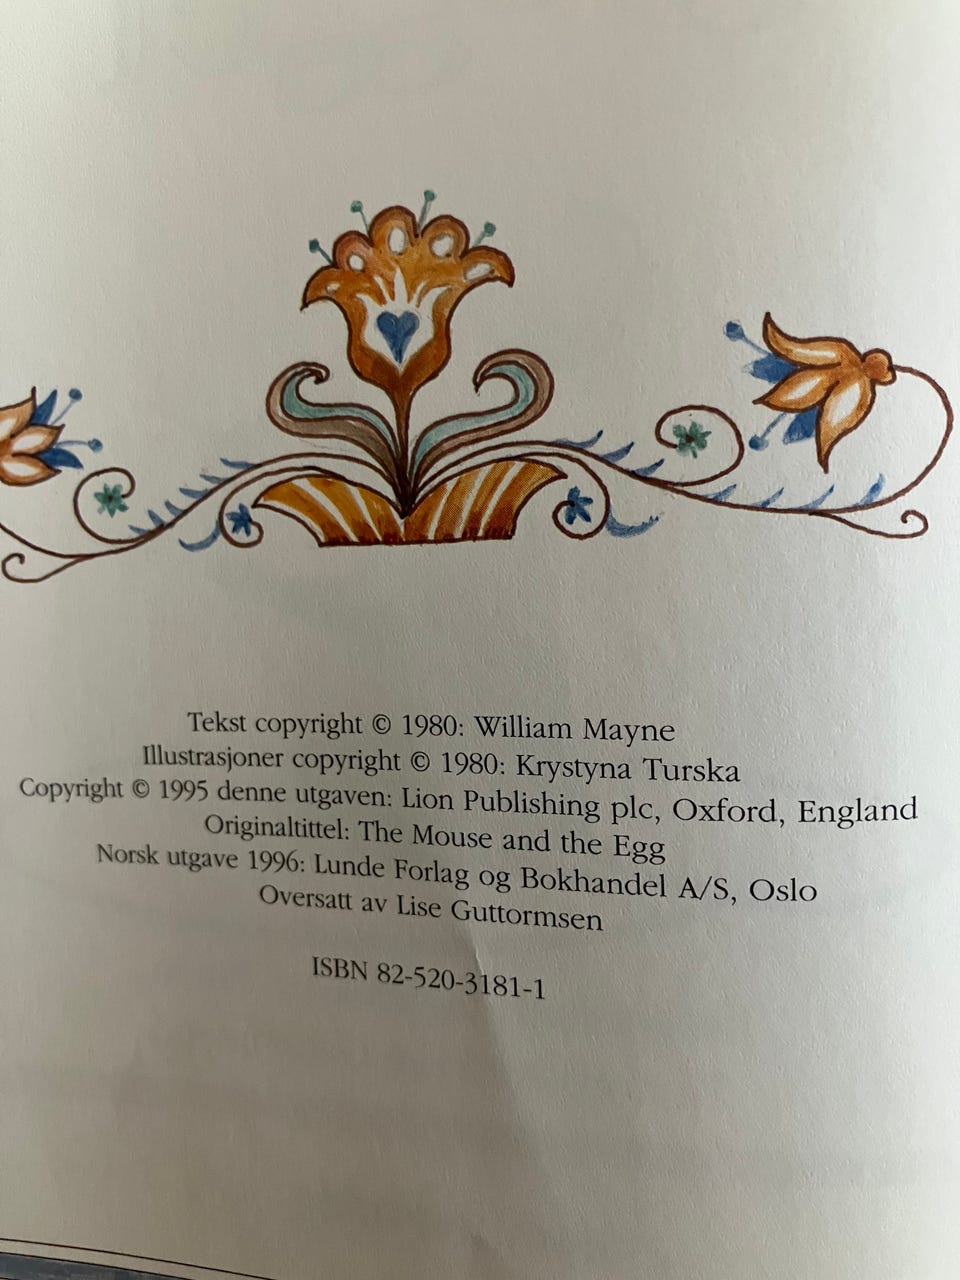 Tekst copyright © 1980: William Mayne
Illustrasjoner copyright © 1980: Krystyna Turska
Copyright © 1995 denne utgaven: Lion Publishing plc, Oxford, England
Originaltittel: The Mouse and the Egg
Norsk utgave 1996: Lunde Forlag og Bokhandel A/S, Oslo
Oversatt av Lise Guttormsen
ISBN 82-520-3181-1